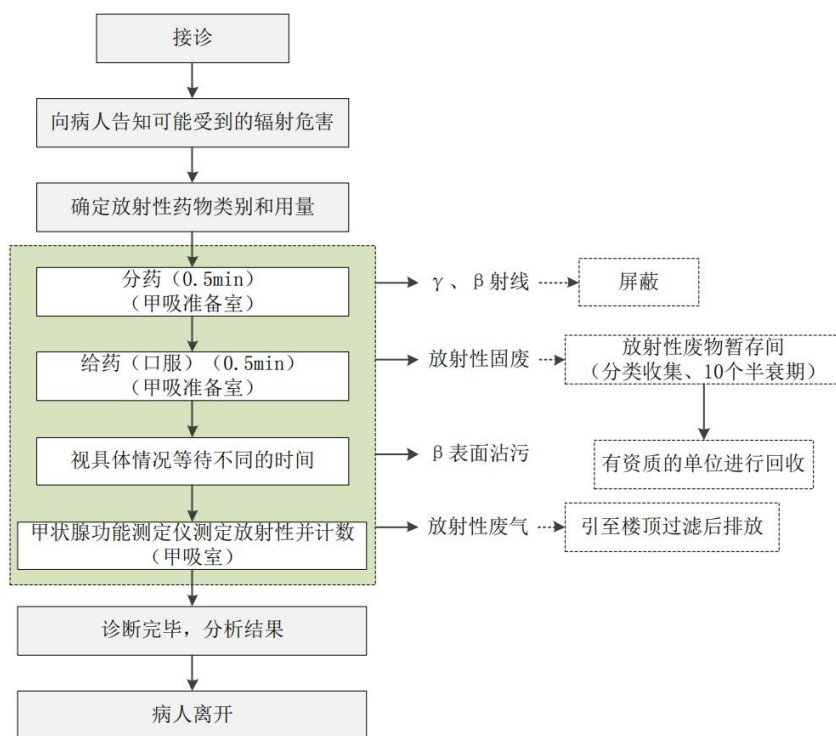 接诊
向病人告知可能受到的辐射危害
确定放射性药物类别和用量
分药（0.5min）
（甲吸准备室）
γ、β射线
屏蔽
给药（口服）（0.5min）
（甲吸准备室）
放射性固废
放射性废物暂存间
（分类收集、10个半衰期）
视具体情况等待不同的时间
β表面沾污
有资质的单位进行回收
甲状腺功能测定仪测定放射性并计数
（甲吸室）
放射性废气
引至楼顶过滤后排放
诊断完毕，分析结果
病人离开